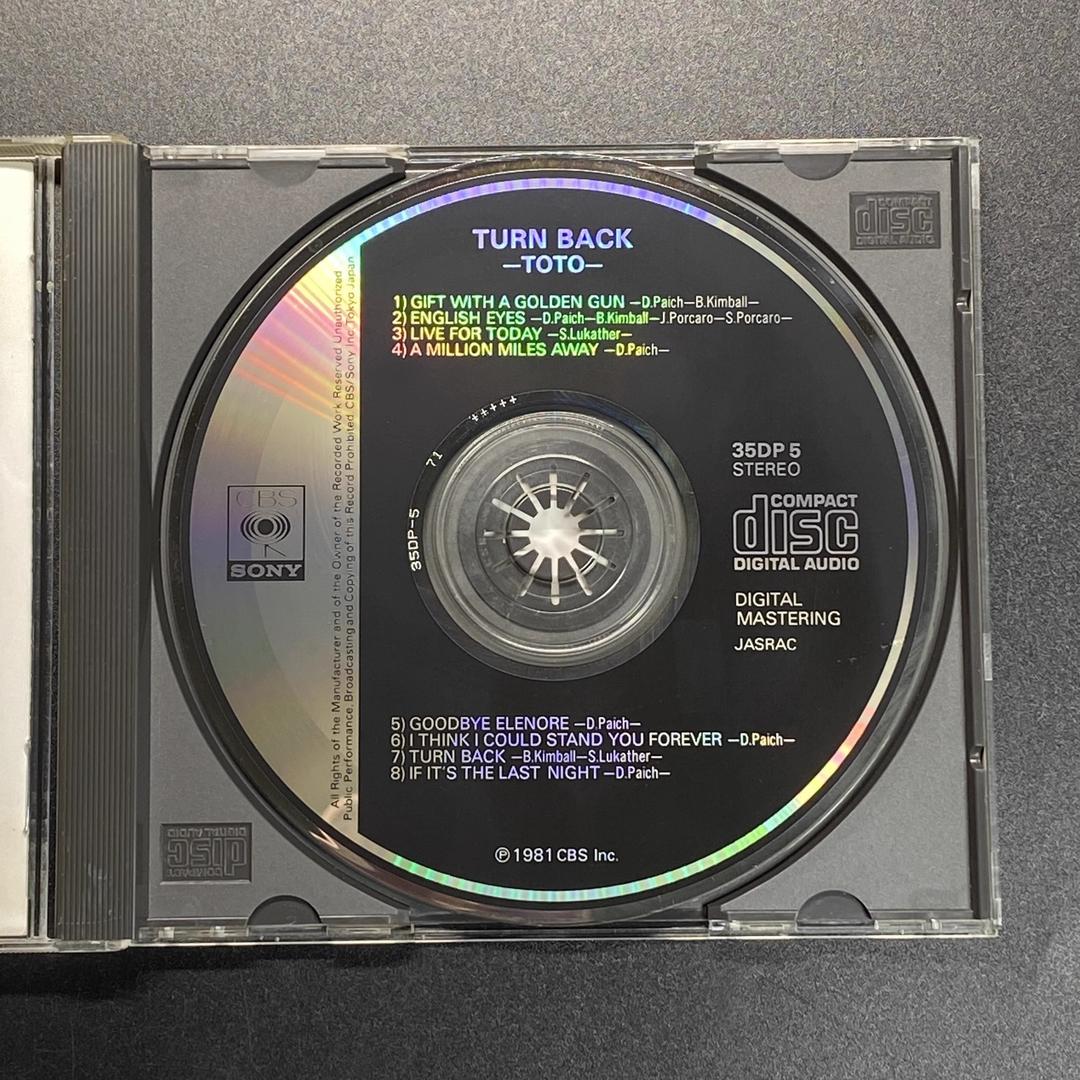 TURN BACK
—TOTO—
1) GIFT WITH A GOLDEN GUN —D.Paich—B.Kimball—
2) ENGLISH EYES —D.Paich—B.Kimball—J.Porcaro—S.Porcaro—
3) LIVE FOR TODAY —S.Lukather—
4) A MILLION MILES AWAY —D.Paich—
+++++
71
35DP-5
35DP 5
STEREO
COMPACT
disc
DIGITAL AUDIO
DIGITAL
MASTERING
JASRAC
CBS
SONY
All Rights of the Manufacturer and of the Owner of the Recorded Work Reserved Unauthorized
Public Performance, Broadcasting and Copying of this Record Prohibited CBS/Sony Inc. Tokyo Japan
5) GOODBYE ELENORE —D.Paich—
6) I THINK I COULD STAND YOU FOREVER —D.Paich—
7) TURN BACK —B.Kimball—S.Lukather—
8) IF IT'S THE LAST NIGHT —D.Paich—
Ⓟ 1981 CBS Inc.
COMPACT
disc
DIGITAL AUDIO
COMPACT
disc
DIGITAL AUDIO